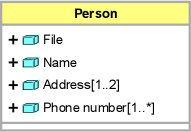 Person
+ File
+ Name
+ Address[1..2]
+ Phone number[1..*]